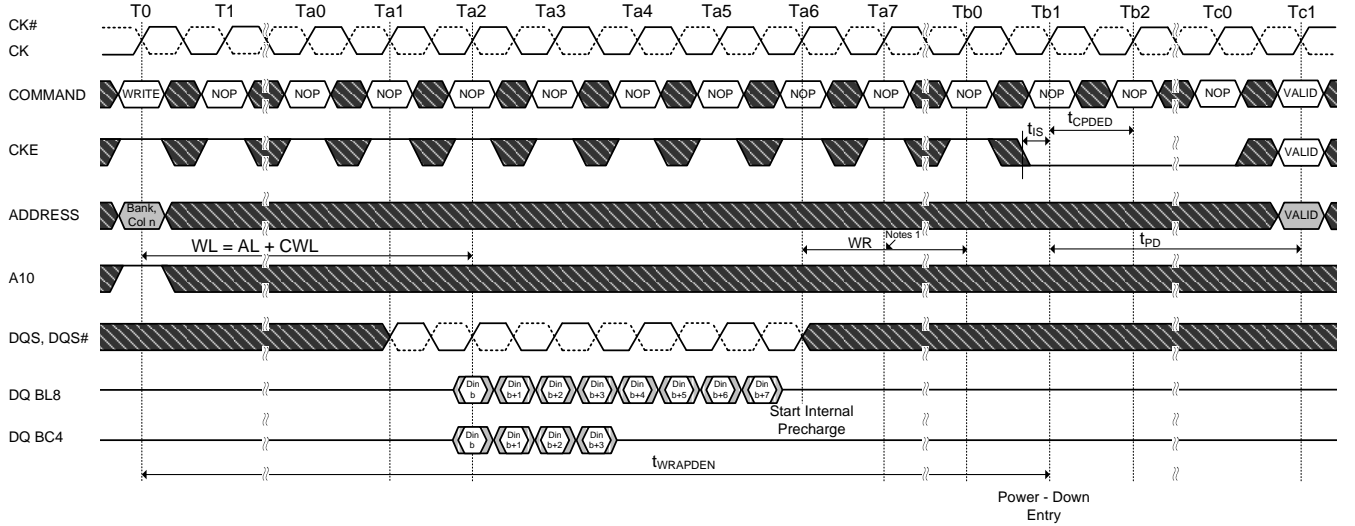 T0 T1 Ta0 Ta1 Ta2 Ta3 Ta4 Ta5 Ta6 Ta7 Tb0 Tb1 Tb2 Tc0 Tc1
CK#
CK
COMMAND WRITE NOP NOP NOP NOP NOP NOP NOP NOP NOP NOP NOP NOP NOP VALID
tIS tCPDED
CKE VALID
ADDRESS Bank, Col n VALID
WL = AL + CWL WR Notes 1 tPD
A10
DQS, DQS#
DQ BL8 Din b Din b+1 Din b+2 Din b+3 Din b+4 Din b+5 Din b+6 Din b+7
Start Internal
Precharge
DQ BC4 Din b Din b+1 Din b+2 Din b+3
tWRAPDEN
Power - Down
Entry